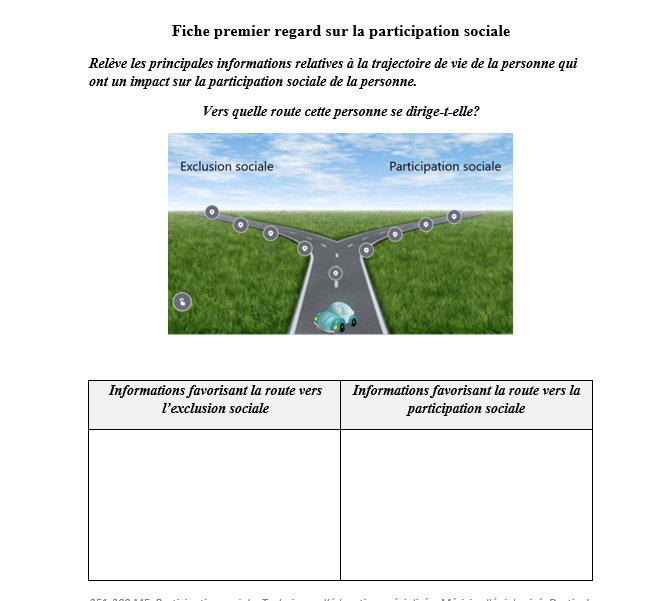 Fiche premier regard sur la participation sociale
Relève les principales informations relatives à la trajectoire de vie de la personne qui
ont un impact sur la participation sociale de la personne.
Vers quelle route cette personne se dirige-t-elle?
Exclusion sociale
Participation sociale
Informations favorisant la route vers
l'exclusion sociale
Informations favorisant la route vers la
participation sociale